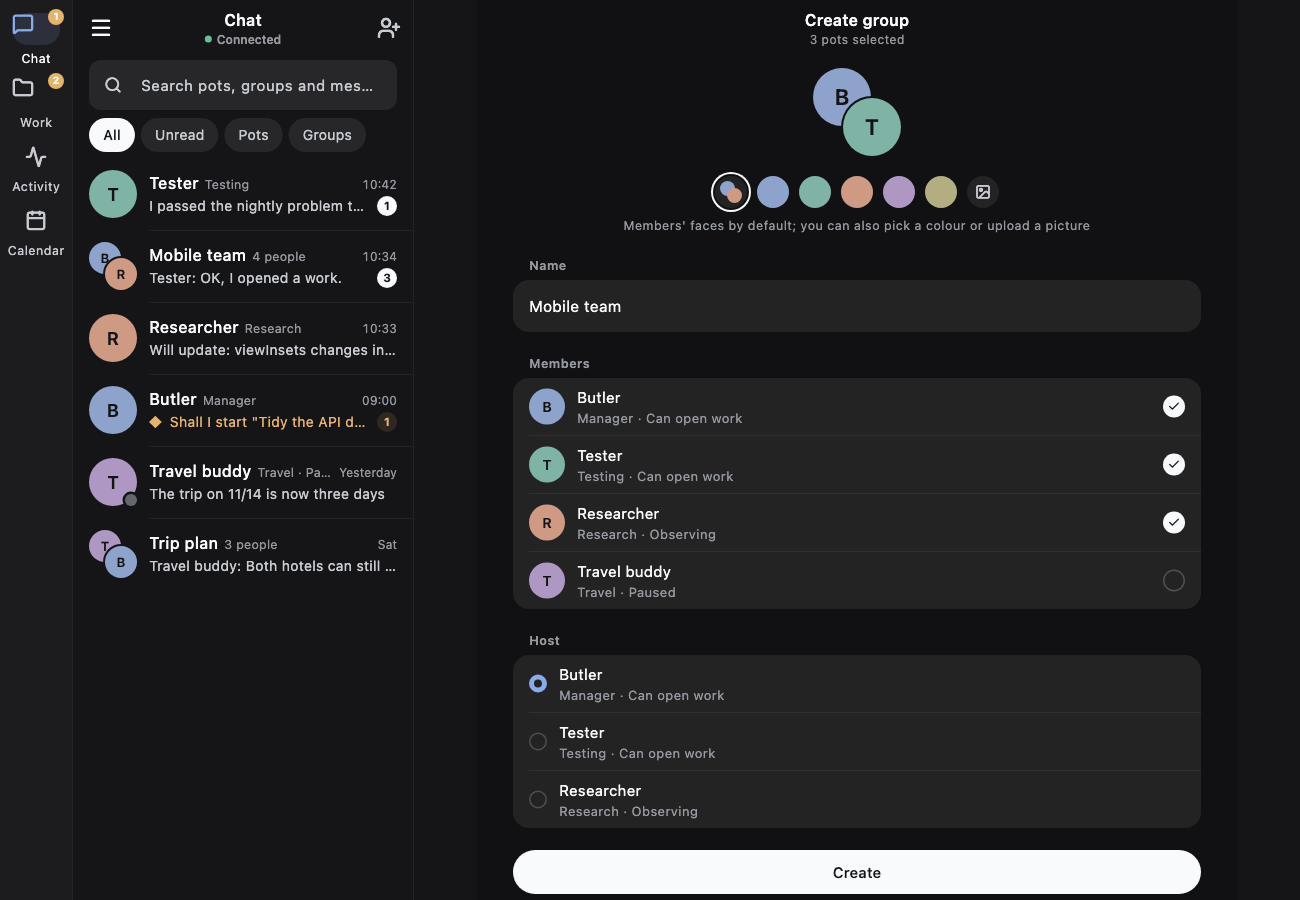 1
Chat
2
Work
Activity
Calendar
Chat
Connected
Search pots, groups and mes...
All
Unread
Pots
Groups
T
Tester Testing 10:42
I passed the nightly problem t... 1
B
R
Mobile team 4 people 10:34
Tester: OK, I opened a work. 3
R
Researcher Research 10:33
Will update: viewInsets changes in...
B
Butler Manager 09:00
Shall I start "Tidy the API d... 1
T
Travel buddy Travel · Pa... Yesterday
The trip on 11/14 is now three days
T
B
Trip plan 3 people Sat
Travel buddy: Both hotels can still ...
Create group
3 pots selected
B
T
Members' faces by default; you can also pick a colour or upload a picture
Name
Mobile team
Members
B
Butler
Manager · Can open work
T
Tester
Testing · Can open work
R
Researcher
Research · Observing
T
Travel buddy
Travel · Paused
Host
Butler
Manager · Can open work
Tester
Testing · Can open work
Researcher
Research · Observing
Create